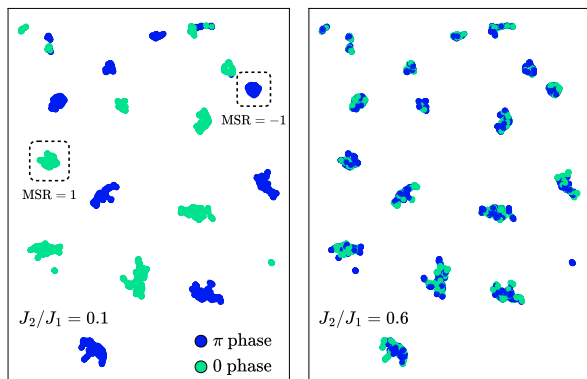 MSR = −1
MSR = 1
J₂/J₁ = 0.1
π phase
0 phase
J₂/J₁ = 0.6